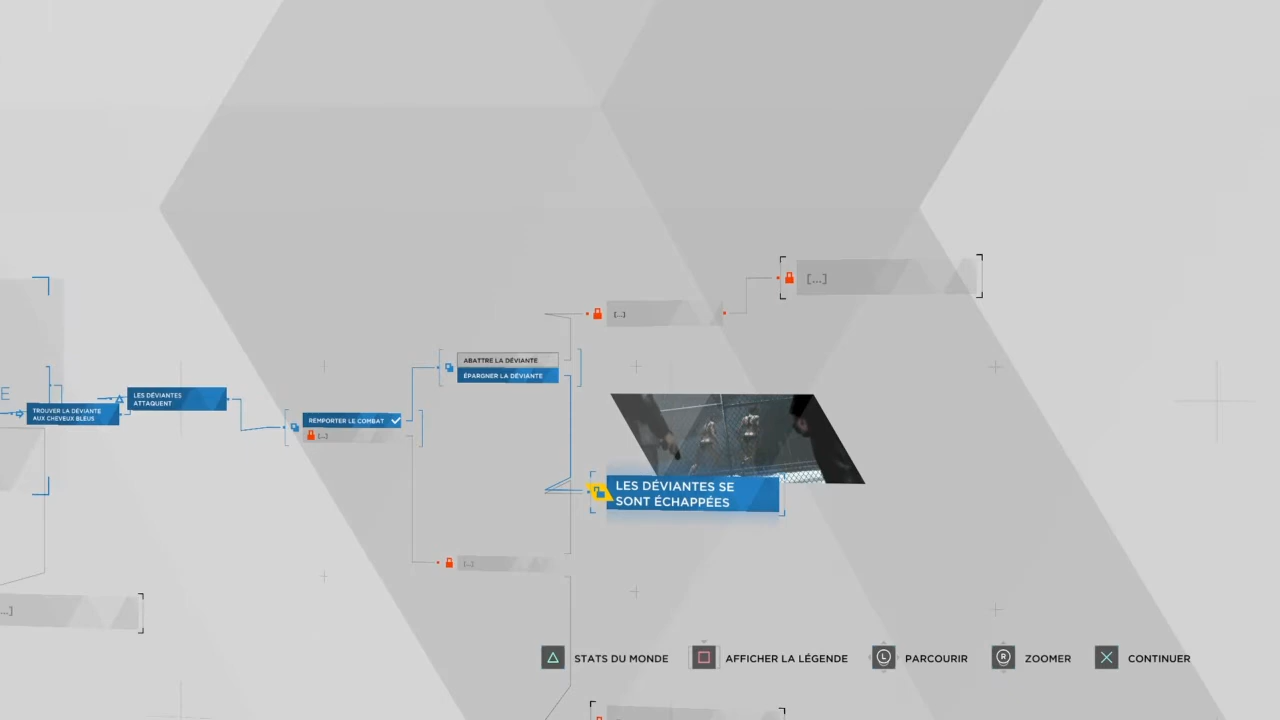 [...]
[...]
ABATTRE LA DÉVIANTE
ÉPARGNER LA DÉVIANTE
E
LES DÉVIANTES
ATTAQUENT
TROUVER LA DÉVIANTE
AUX CHEVEUX BLEUS
REMPORTER LE COMBAT
[...]
LES DÉVIANTES SE
SONT ÉCHAPPÉES
[...]
...]
STATS DU MONDE
AFFICHER LA LÉGENDE
L
PARCOURIR
R
ZOOMER
CONTINUER